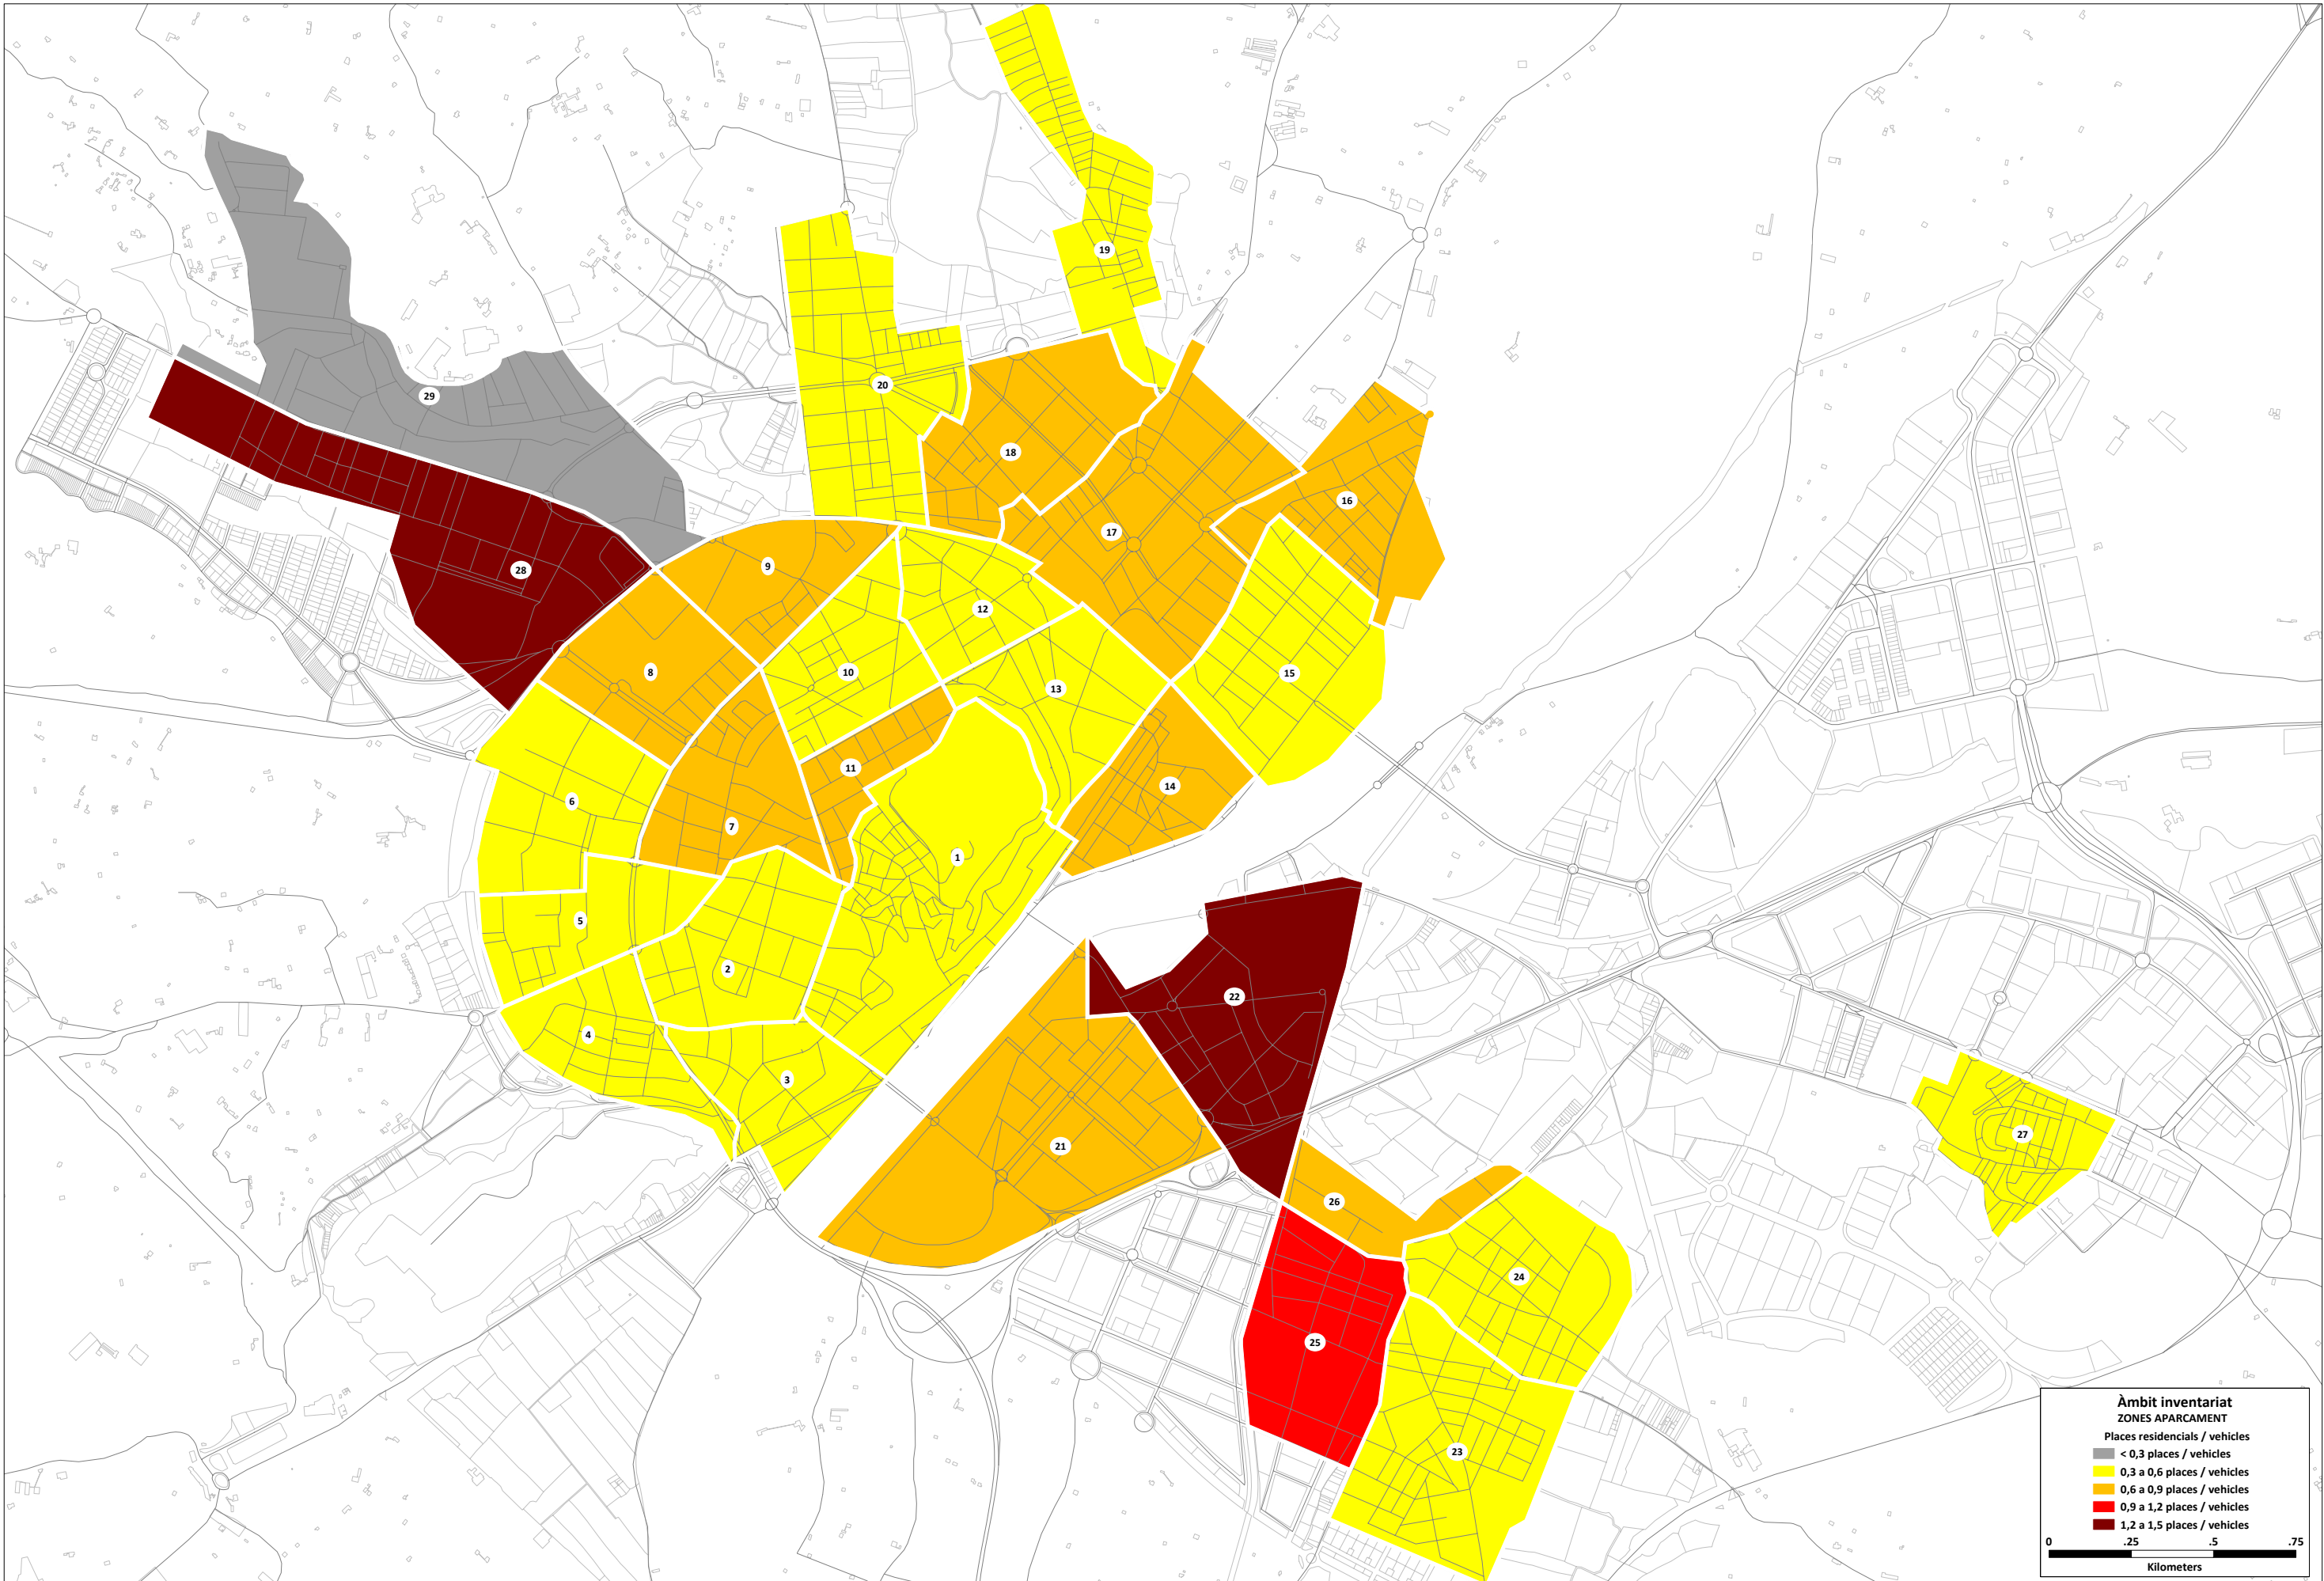 19
20
29
18
16
17
9
28
12
8
10
15
13
11
14
6
7
1
5
2
22
4
3
27
21
26
24
25
23
Àmbit inventariat
ZONES APARCAMENT
Places residencials / vehicles
< 0,3 places / vehicles
0,3 a 0,6 places / vehicles
0,6 a 0,9 places / vehicles
0,9 a 1,2 places / vehicles
1,2 a 1,5 places / vehicles
0 .25 .5 .75
Kilometers